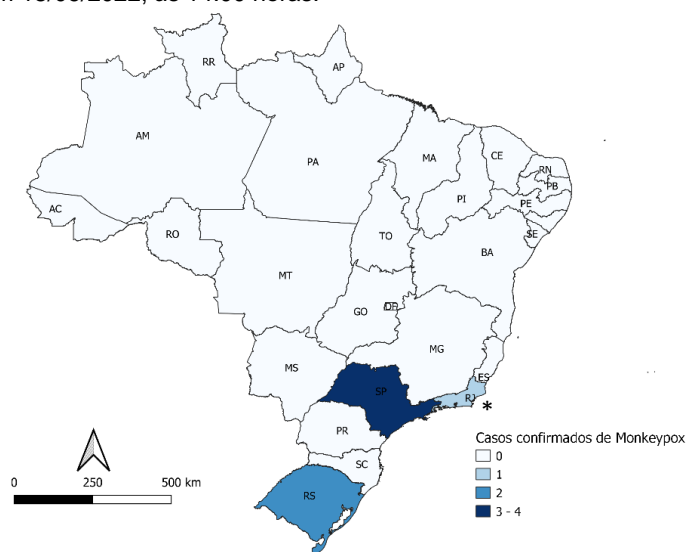 às horas.
RR
AP
AM
PA
MA
CE
RN
PB
PE
PI
AC
RO
TO
SE
BA
MT
GO
DF
MG
MS
ES
SP
RJ
*
PR
SC
RS
0 250 500 km
Casos confirmados de Monkeypox
0
1
2
3 - 4